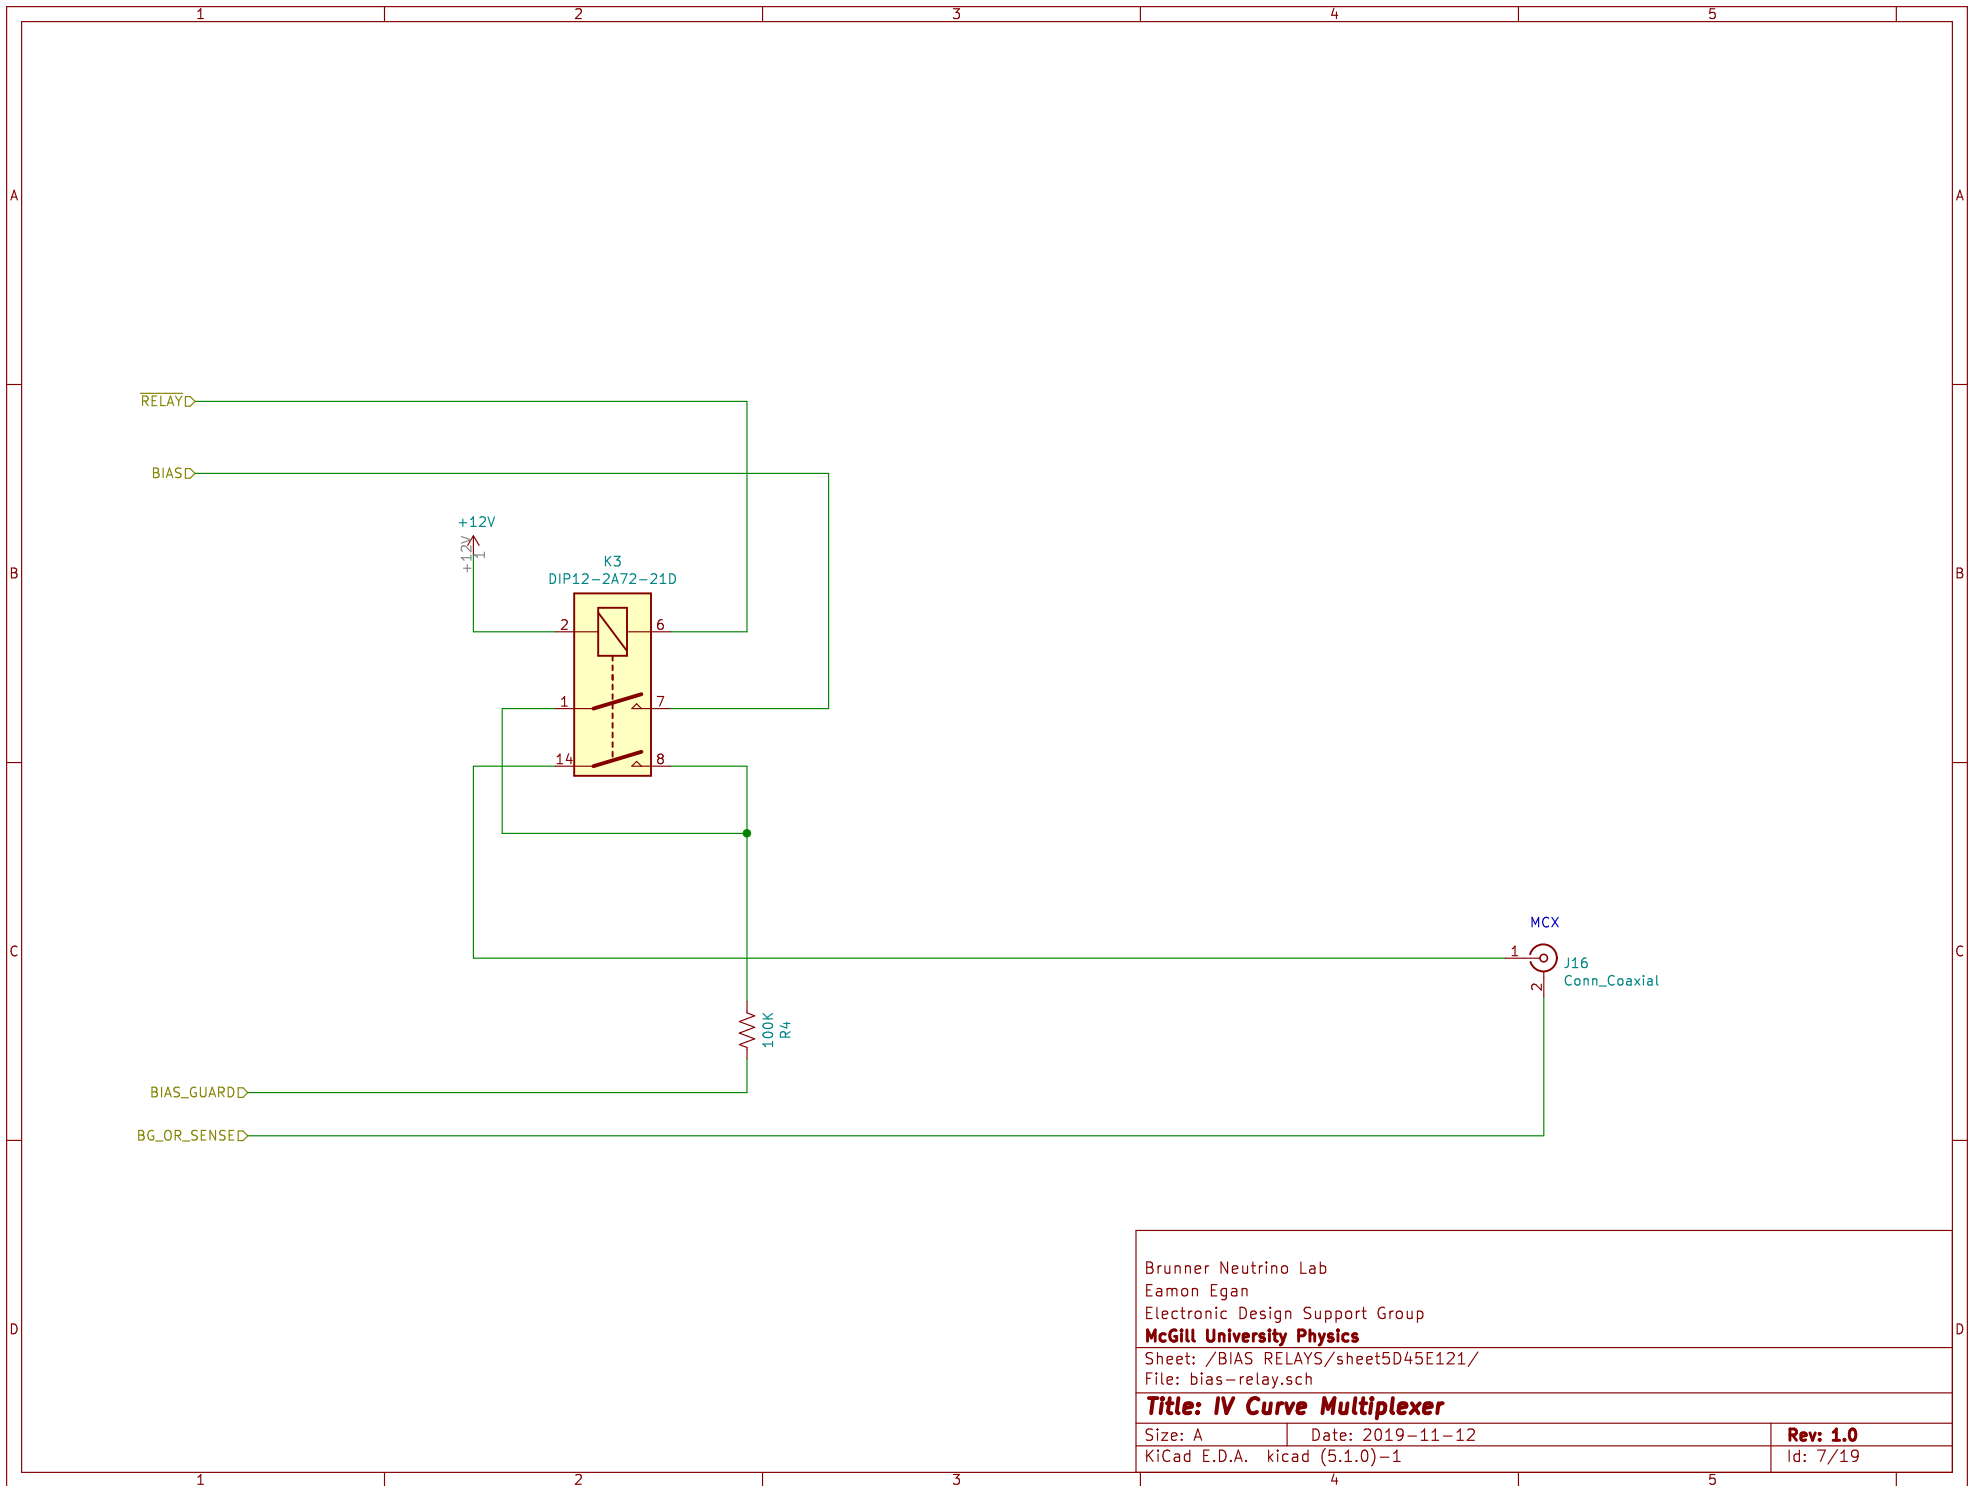 1 2 3 4 5
A A
RELAY
BIAS
+12V
+12V
1
K3
B B
DIP12-2A72-21D
2 6
1 7
14 8
MCX
C C
1
J16
Conn_Coaxial
2
100K
R4
BIAS_GUARD
BG_OR_SENSE
Brunner Neutrino Lab
Eamon Egan
Electronic Design Support Group
D D
McGill University Physics
Sheet: /BIAS RELAYS/sheet5D45E121/
File: bias-relay.sch
Title: IV Curve Multiplexer
Size: A Date: 2019-11-12 Rev: 1.0
KiCad E.D.A. kicad (5.1.0)-1 Id: 7/19
1 2 3 4 5